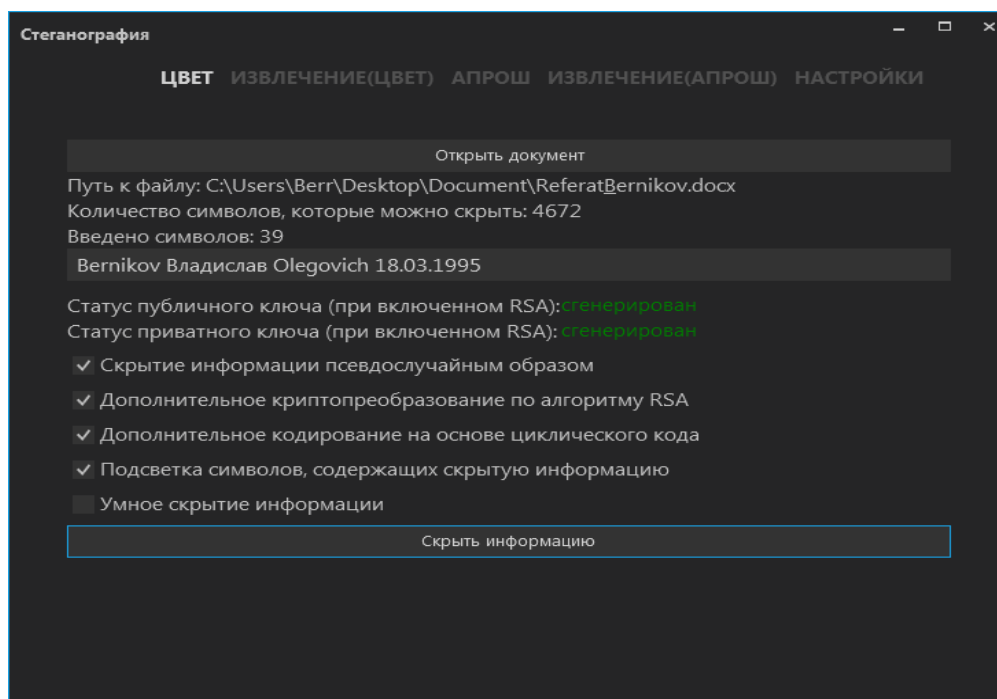 Стеганография
ЦВЕТ ИЗВЛЕЧЕНИЕ(ЦВЕТ) АПРОШ ИЗВЛЕЧЕНИЕ(АПРОШ) НАСТРОЙКИ
Открыть документ
Путь к файлу: C:\Users\Berr\Desktop\Document\ReferatBernikov.docx
Количество символов, которые можно скрыть: 4672
Введено символов: 39
Bernikov Владислав Olegovich 18.03.1995
Статус публичного ключа (при включенном RSA):сгенерирован
Статус приватного ключа (при включенном RSA): сгенерирован
Скрытие информации псевдослучайным образом
Дополнительное криптопреобразование по алгоритму RSA
Дополнительное кодирование на основе циклического кода
Подсветка символов, содержащих скрытую информацию
Умное скрытие информации
Скрыть информацию